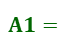 A1 =